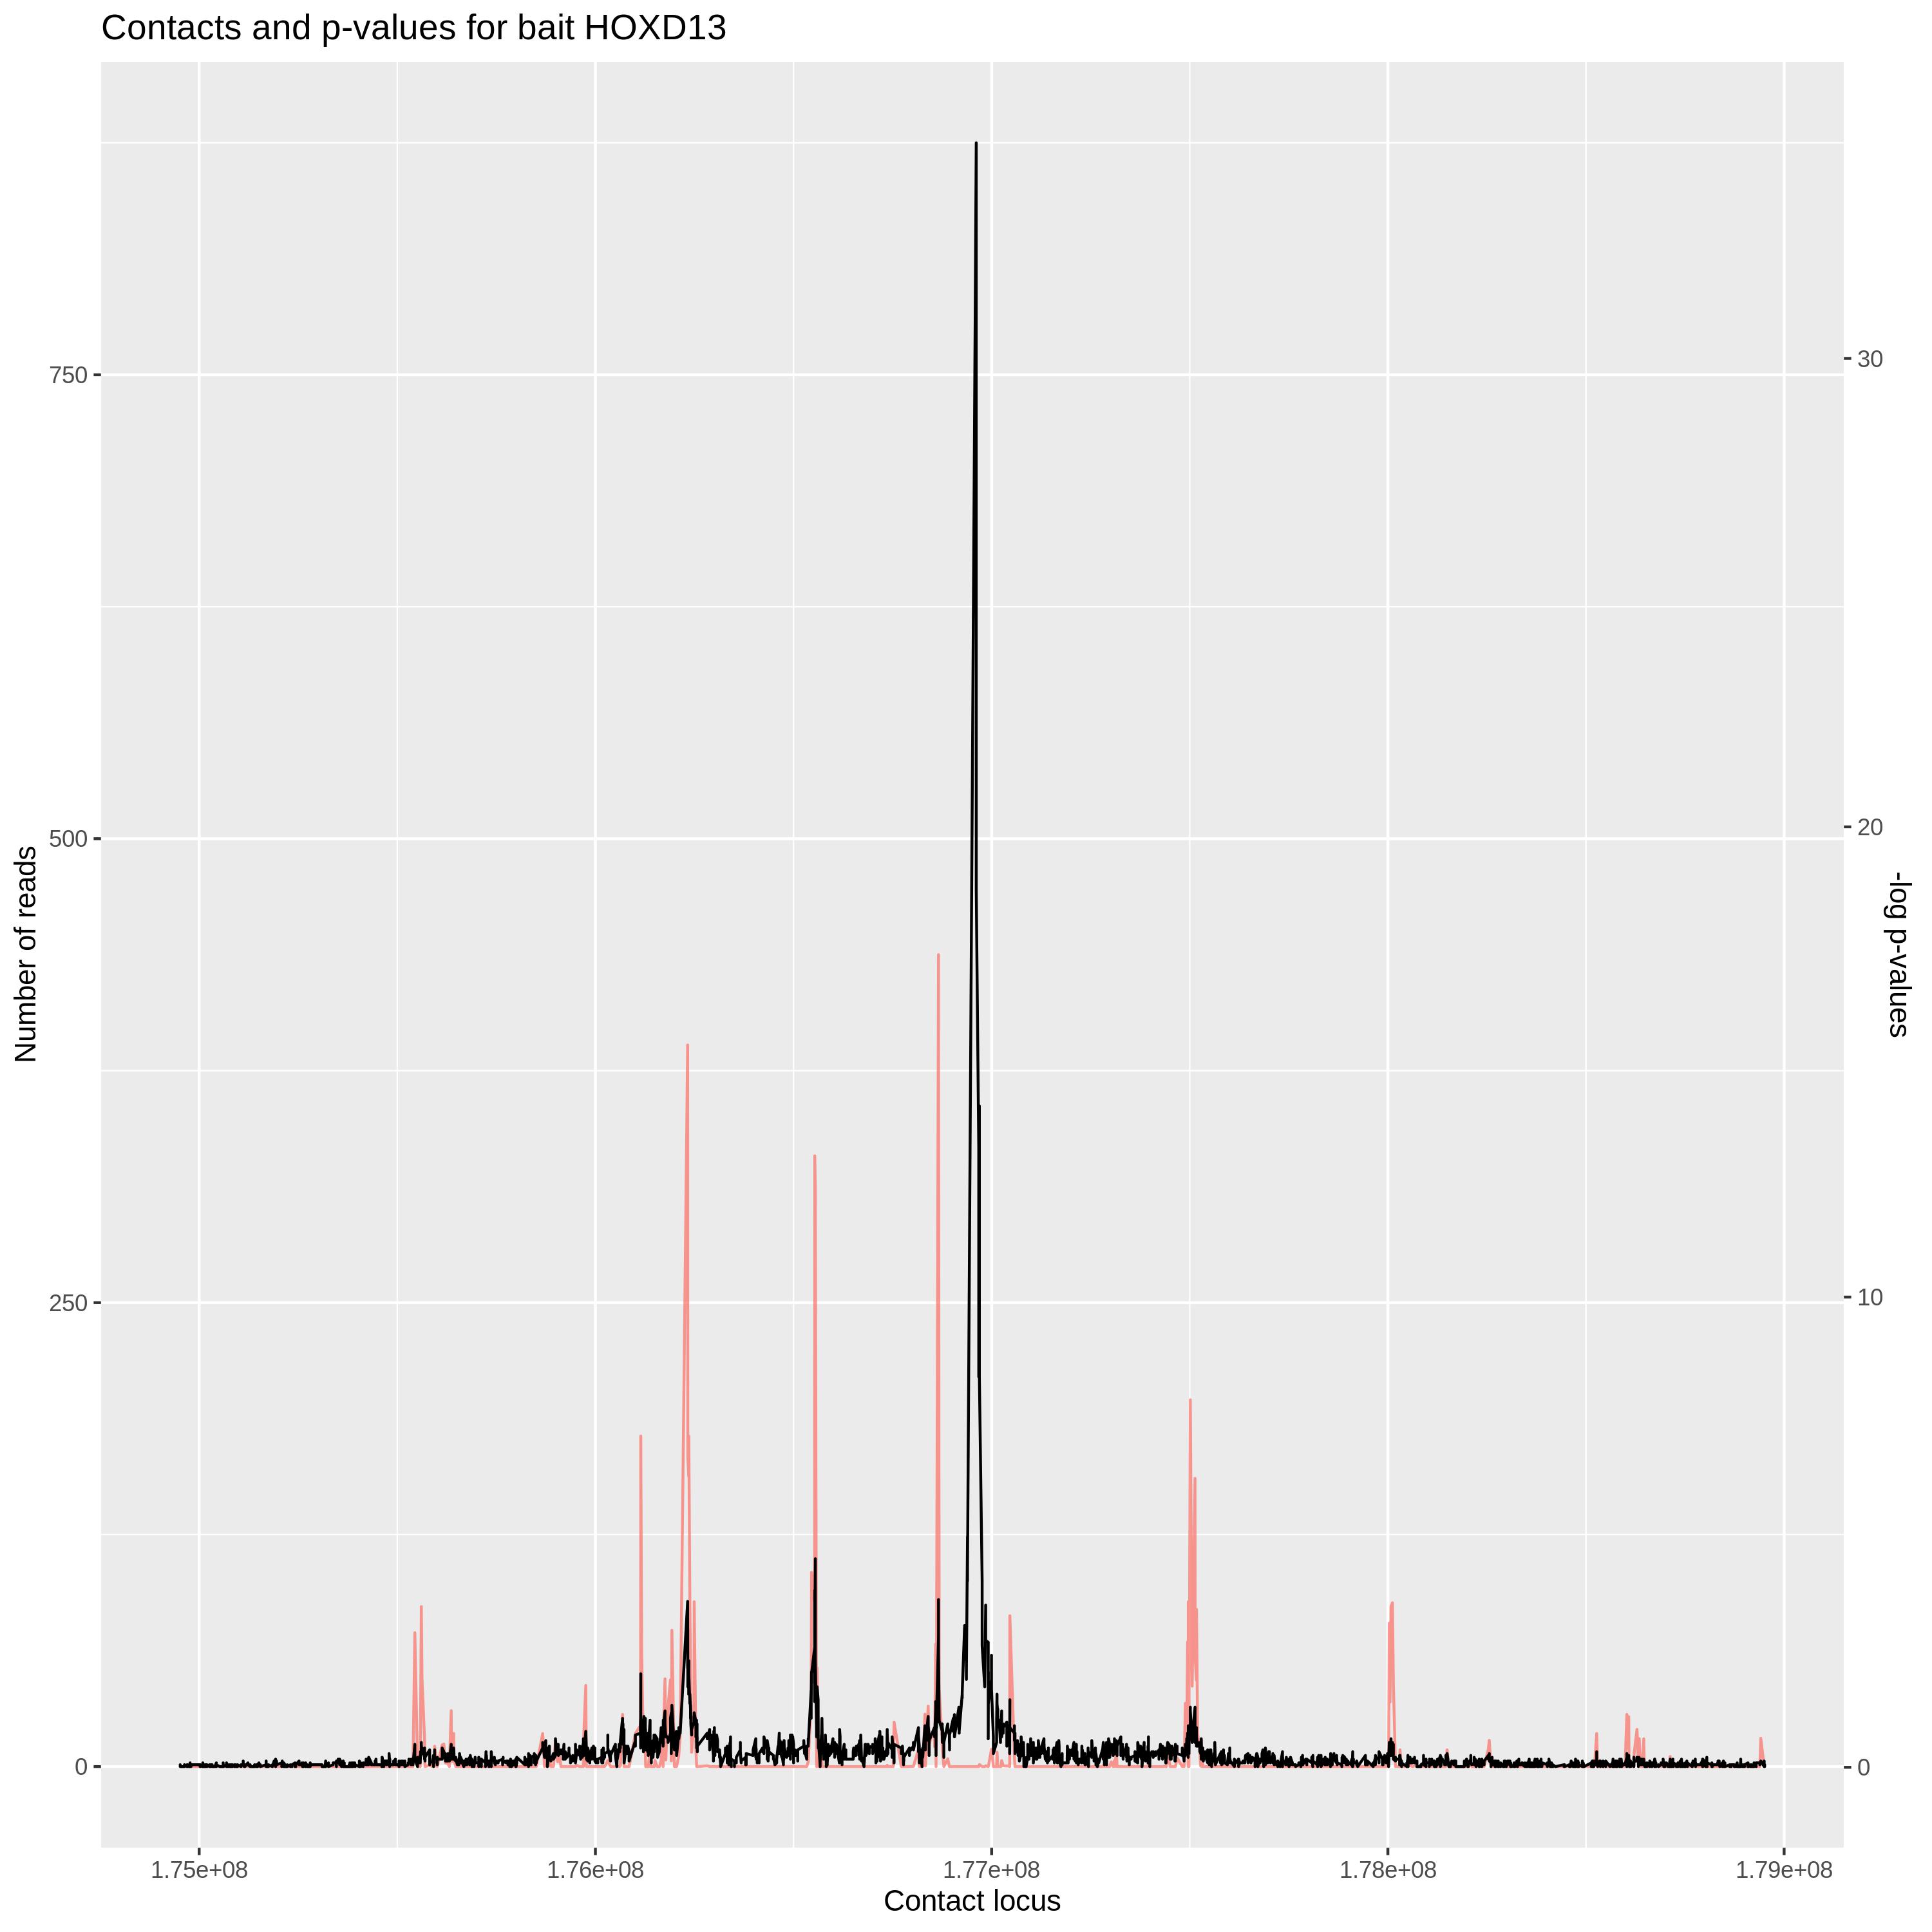 Contacts and p-values for bait HOXD13
Number of reads
750
500
250
0
30
20
10
0
-log p-values
1.75e+08 1.76e+08 1.77e+08 1.78e+08 1.79e+08
Contact locus